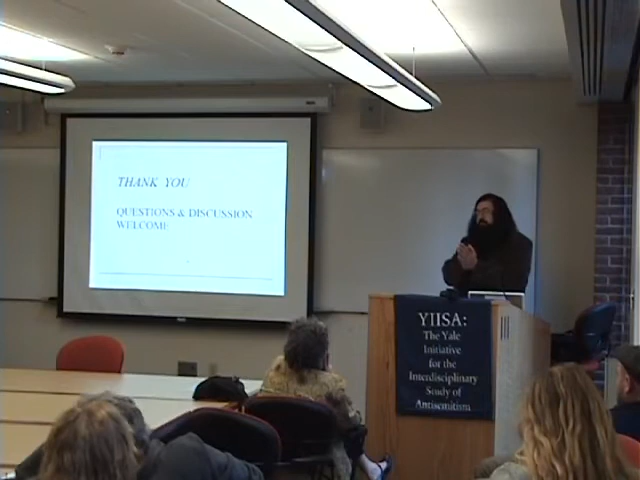 THANK YOU
QUESTIONS & DISCUSSION
WELCOME
YIISA:
The Yale
Initiative
for the
Interdisciplinary
Study of
Antisemitism